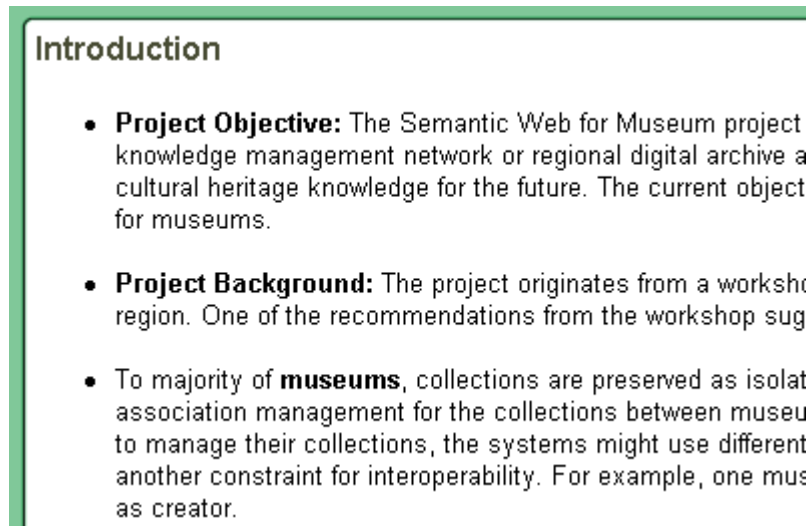 Introduction
Project Objective: The Semantic Web for Museum project
knowledge management network or regional digital archive a
cultural heritage knowledge for the future. The current object
for museums.
Project Background: The project originates from a worksho
region. One of the recommendations from the workshop sug
To majority of museums, collections are preserved as isolat
association management for the collections between museu
to manage their collections, the systems might use different
another constraint for interoperability. For example, one mus
as creator.